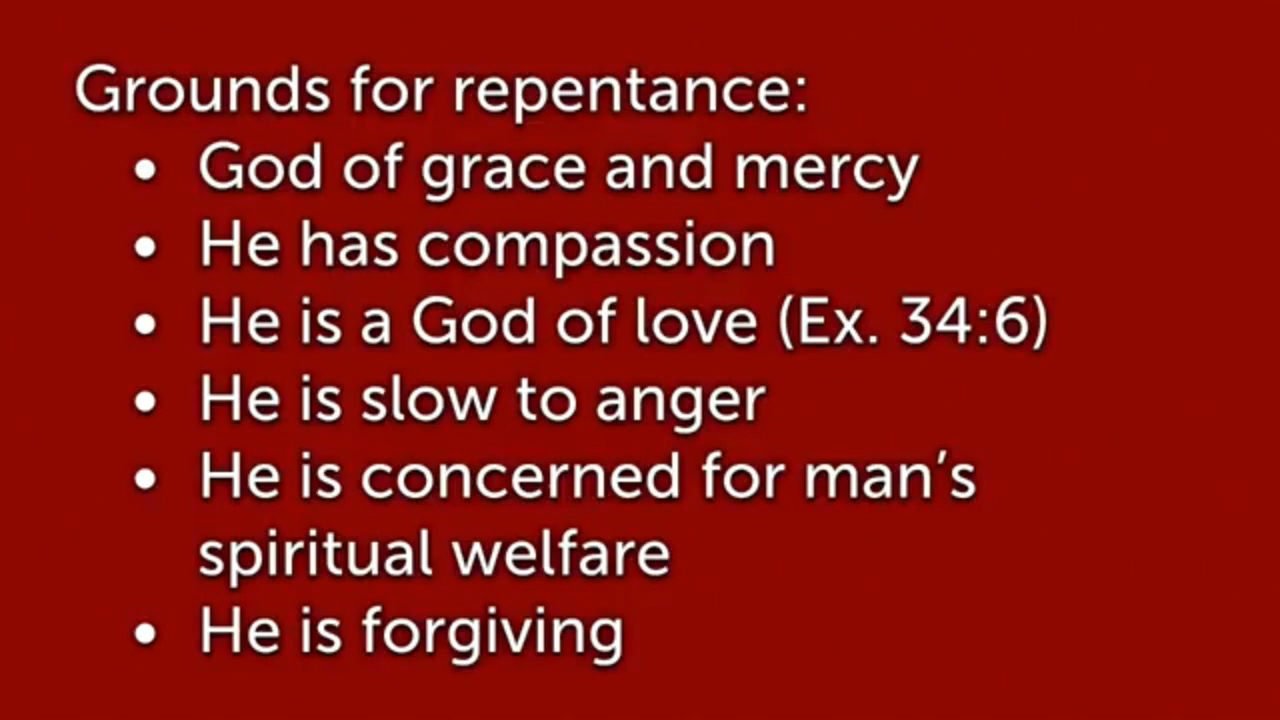 Grounds for repentance:
• God of grace and mercy
• He has compassion
• He is a God of love (Ex. 34:6)
• He is slow to anger
• He is concerned for man's
spiritual welfare
• He is forgiving